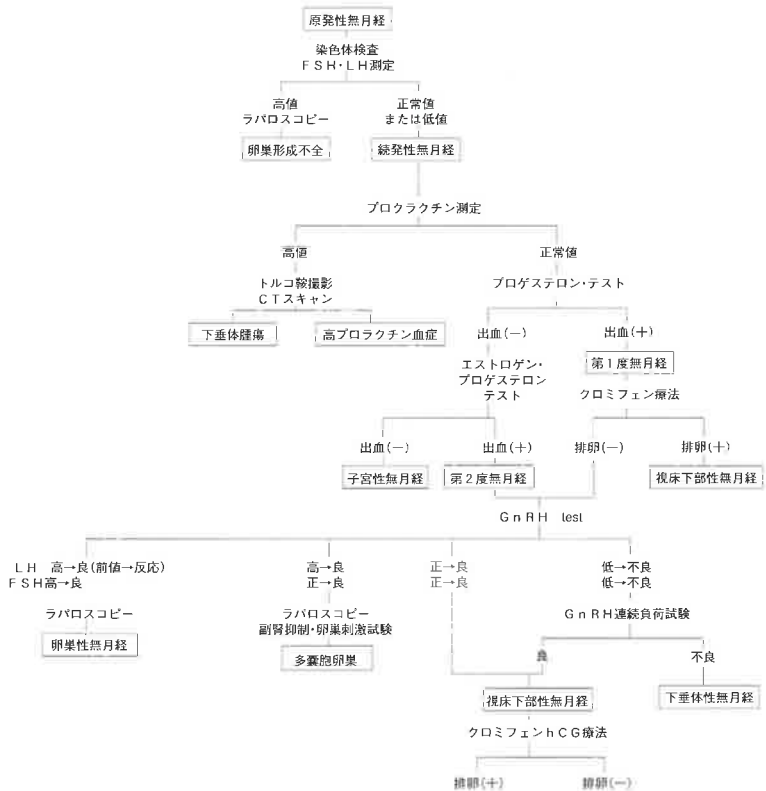 原発性無月経
染色体検査
FSH・LH測定
高値
ラパロスコピー
正常値
または低値
卵巣形成不全
続発性無月経
プロクラクチン測定
高値
正常値
トルコ鞍撮影
CTスキャン
プロゲステロン・テスト
下垂体腫瘍
高プロラクチン血症
出血(−)
出血(+)
エストロゲン・
プロゲステロン
テスト
第1度無月経
クロミフェン療法
出血(−)
出血(+)
排卵(−)
排卵(+)
子宮性無月経
第2度無月経
視床下部性無月経
GnRH test
LH 高→良(前値→反応)
FSH高→良
高→良
正→良
正→良
正→良
低→不良
低→不良
ラパロスコピー
ラパロスコピー
副腎抑制・卵巣刺激試験
GnRH連続負荷試験
卵巣性無月経
多嚢胞卵巣
良
不良
視床下部性無月経
下垂体性無月経
クロミフェンhCG療法
排卵(+)
排卵(−)